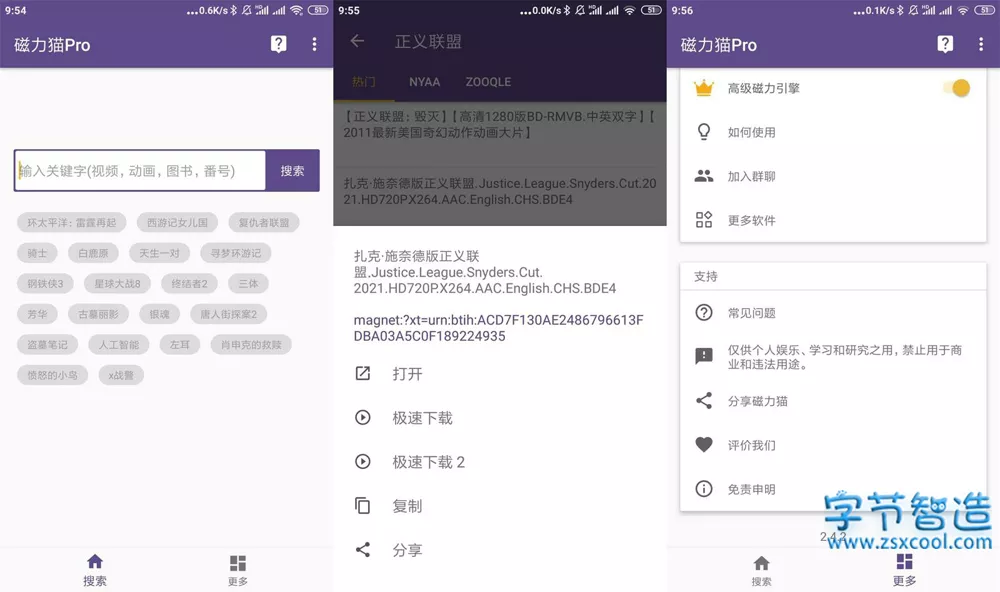 9:54
...0.6K/s
51
磁力猫Pro
输入关键字(视频, 动画, 图书, 番号)
搜索
环太平洋: 雷霆再起
西游记女儿国
复仇者联盟
骑士
白鹿原
天生一对
寻梦环游记
钢铁侠3
星球大战8
终结者2
三体
芳华
古墓丽影
狠魂
唐人街探案2
盗墓笔记
人工智能
左耳
肖申克的救赎
愤怒的小鸟
x战警
搜索
更多
9:55
...0.0K/s
51
正义联盟
热门
NYAA
ZOOQLE
【正义联盟: 毁灭】【高清1280版BD-RMVB.中英双字】【
2011最新美国奇幻动作动画大片】
扎克·施奈德版正义联盟.Justice.League.Snyders.Cut.20
21.HD720P.X264.AAC.English.CHS.BDE4
扎克·施奈德版正义联
盟.Justice.League.Snyders.Cut.
2021.HD720P.X264.AAC.English.CHS.BDE4
magnet:?xt=urn:btih:ACD7F130AE2486796613F
DBA03A5C0F189224935
打开
极速下载
极速下载 2
复制
分享
9:56
...0.1K/s
51
磁力猫Pro
高级磁力引擎
如何使用
加入群聊
更多软件
支持
常见问题
仅供个人娱乐、学习和研究之用, 禁止用于商
业和违法用途。
分享磁力猫
评价我们
免责申明
2.4.2
字节智造
www.zsxcool.com
搜索
更多